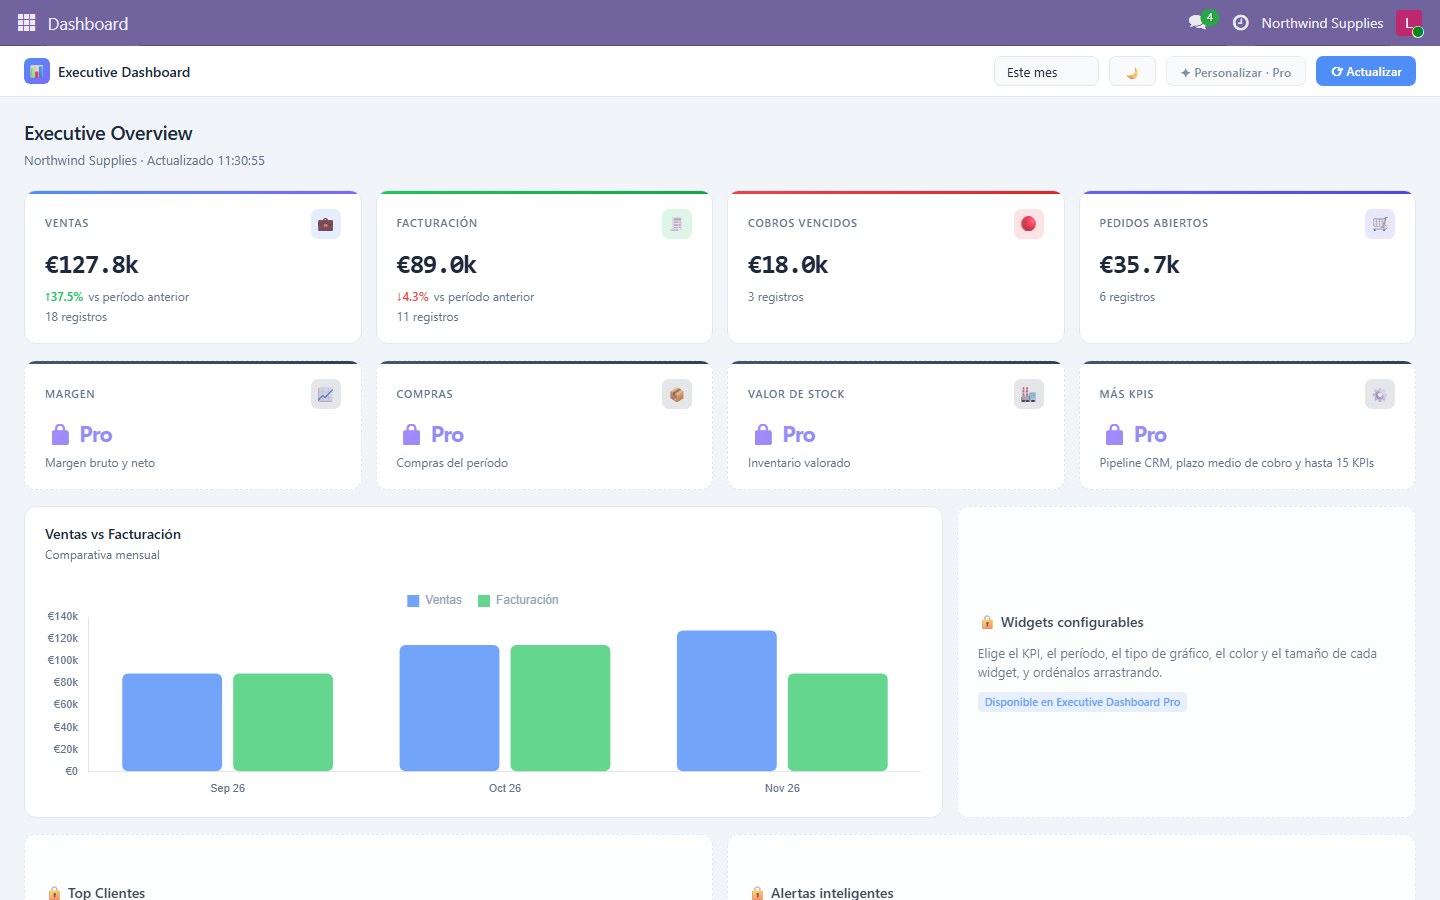 Dashboard
4
Northwind Supplies
L
Executive Dashboard
Este mes
Personalizar · Pro
Actualizar
Executive Overview
Northwind Supplies · Actualizado 11:30:55
VENTAS
€127.8k
↑37.5% vs período anterior
18 registros
FACTURACIÓN
€89.0k
↓4.3% vs período anterior
11 registros
COBROS VENCIDOS
€18.0k
3 registros
PEDIDOS ABIERTOS
€35.7k
6 registros
MARGEN
Pro
Margen bruto y neto
COMPRAS
Pro
Compras del período
VALOR DE STOCK
Pro
Inventario valorado
MÁS KPIS
Pro
Pipeline CRM, plazo medio de cobro y hasta 15 KPIs
Ventas vs Facturación
Comparativa mensual
Ventas
Facturación
€140k
€120k
€100k
€80k
€60k
€40k
€20k
€0
Sep 26
Oct 26
Nov 26
Widgets configurables
Elige el KPI, el período, el tipo de gráfico, el color y el tamaño de cada
widget, y ordénalos arrastrando.
Disponible en Executive Dashboard Pro
Top Clientes
Alertas inteligentes